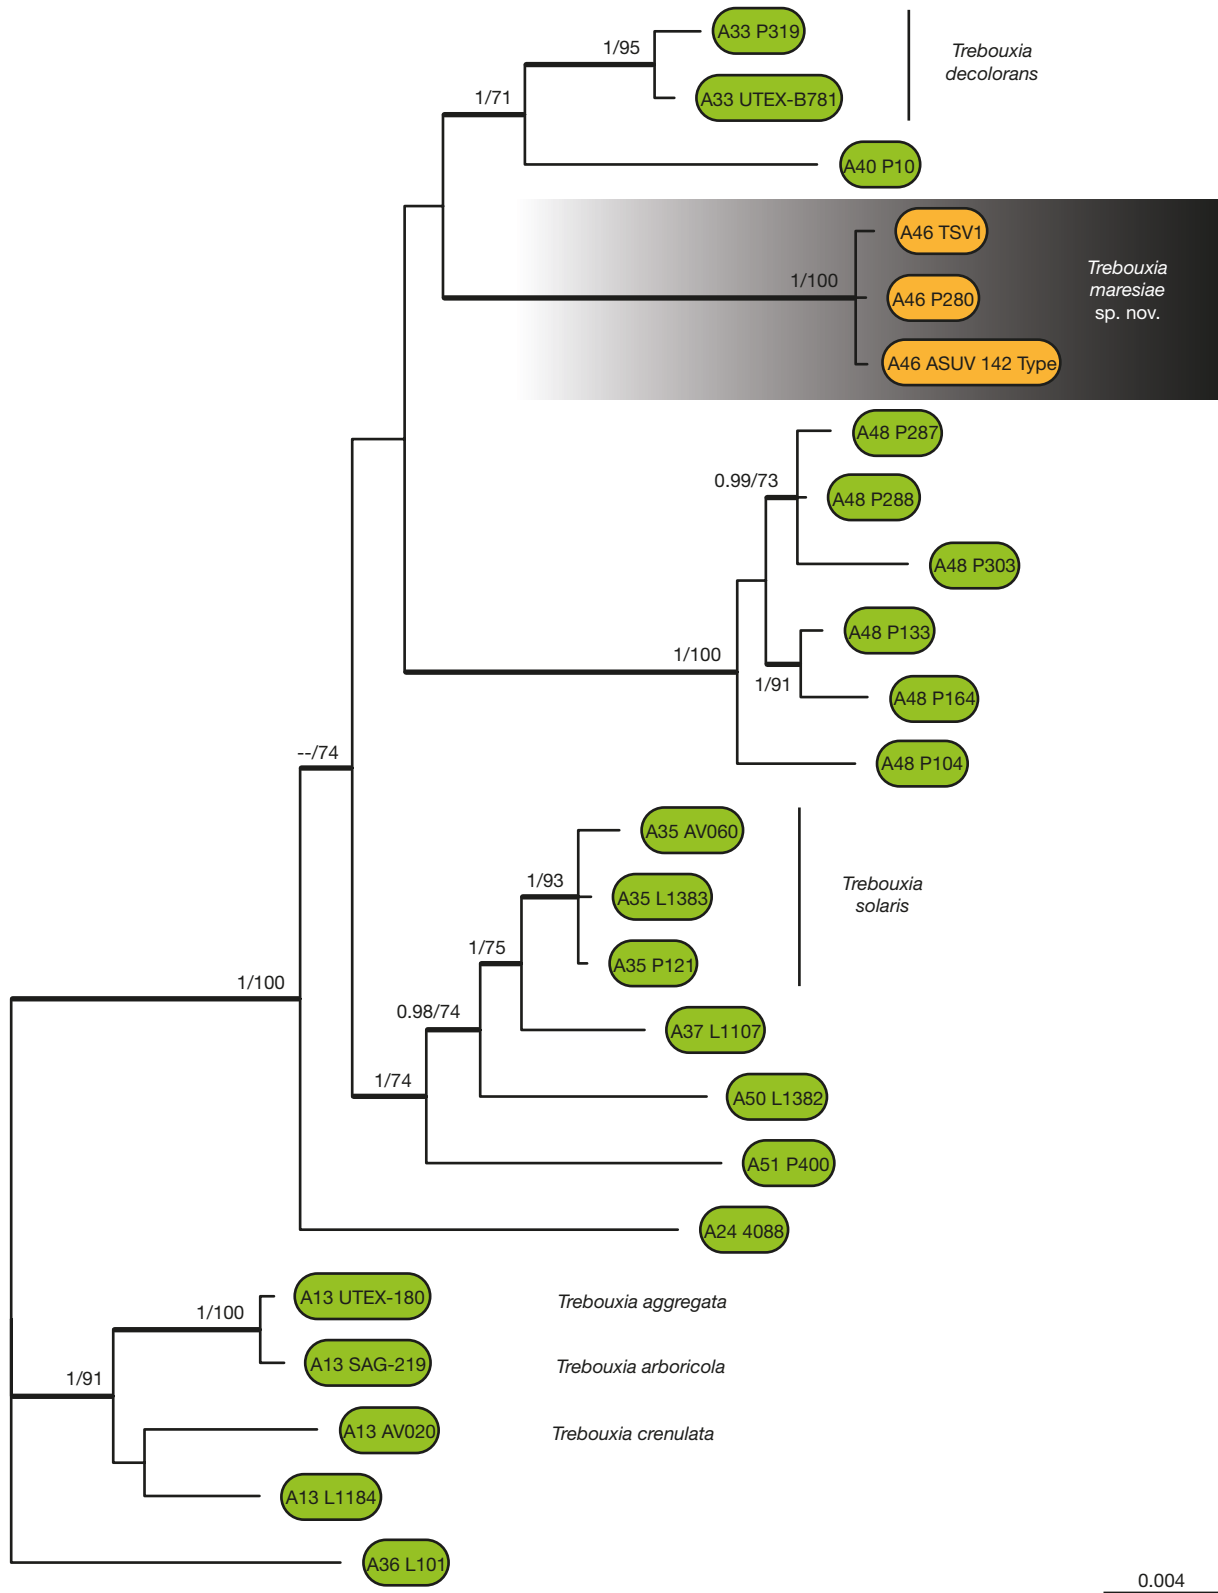 A33 P319
1/95
Trebouxia
decolorans
A33 UTEX-B781
1/71
A40 P10
A46 TSV1
Trebouxia
maresiae
sp. nov.
1/100
A46 P280
A46 ASUV 142 Type
A48 P287
0.99/73
A48 P288
A48 P303
A48 P133
1/100
1/91
A48 P164
--/74
A48 P104
A35 AV060
1/93
A35 L1383
Trebouxia
solaris
1/75
A35 P121
1/100
0.98/74
A37 L1107
1/74
A50 L1382
A51 P400
A24 4088
A13 UTEX-180
Trebouxia aggregata
1/100
A13 SAG-219
Trebouxia arboricola
1/91
A13 AV020
Trebouxia crenulata
A13 L1184
A36 L101
0.004